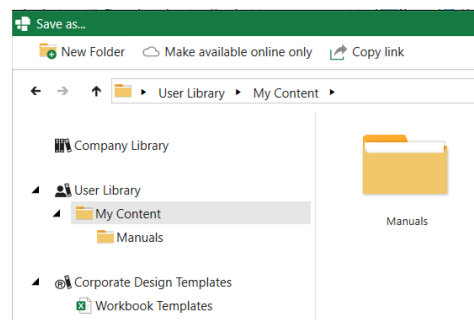 Save as...
New Folder Make available online only Copy link
User Library My Content
Company Library
User Library
My Content
Manuals
Manuals
Corporate Design Templates
Workbook Templates